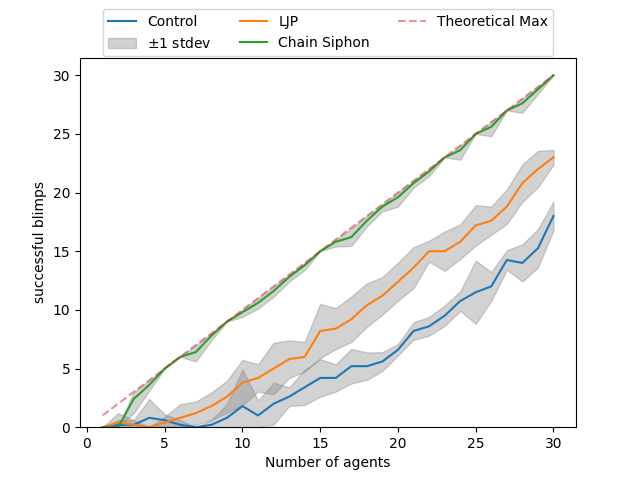 Control LJP Theoretical Max
±1 stdev Chain Siphon
30
25
20
15
10
5
0
successful blimps
0 5 10 15 20 25 30
Number of agents